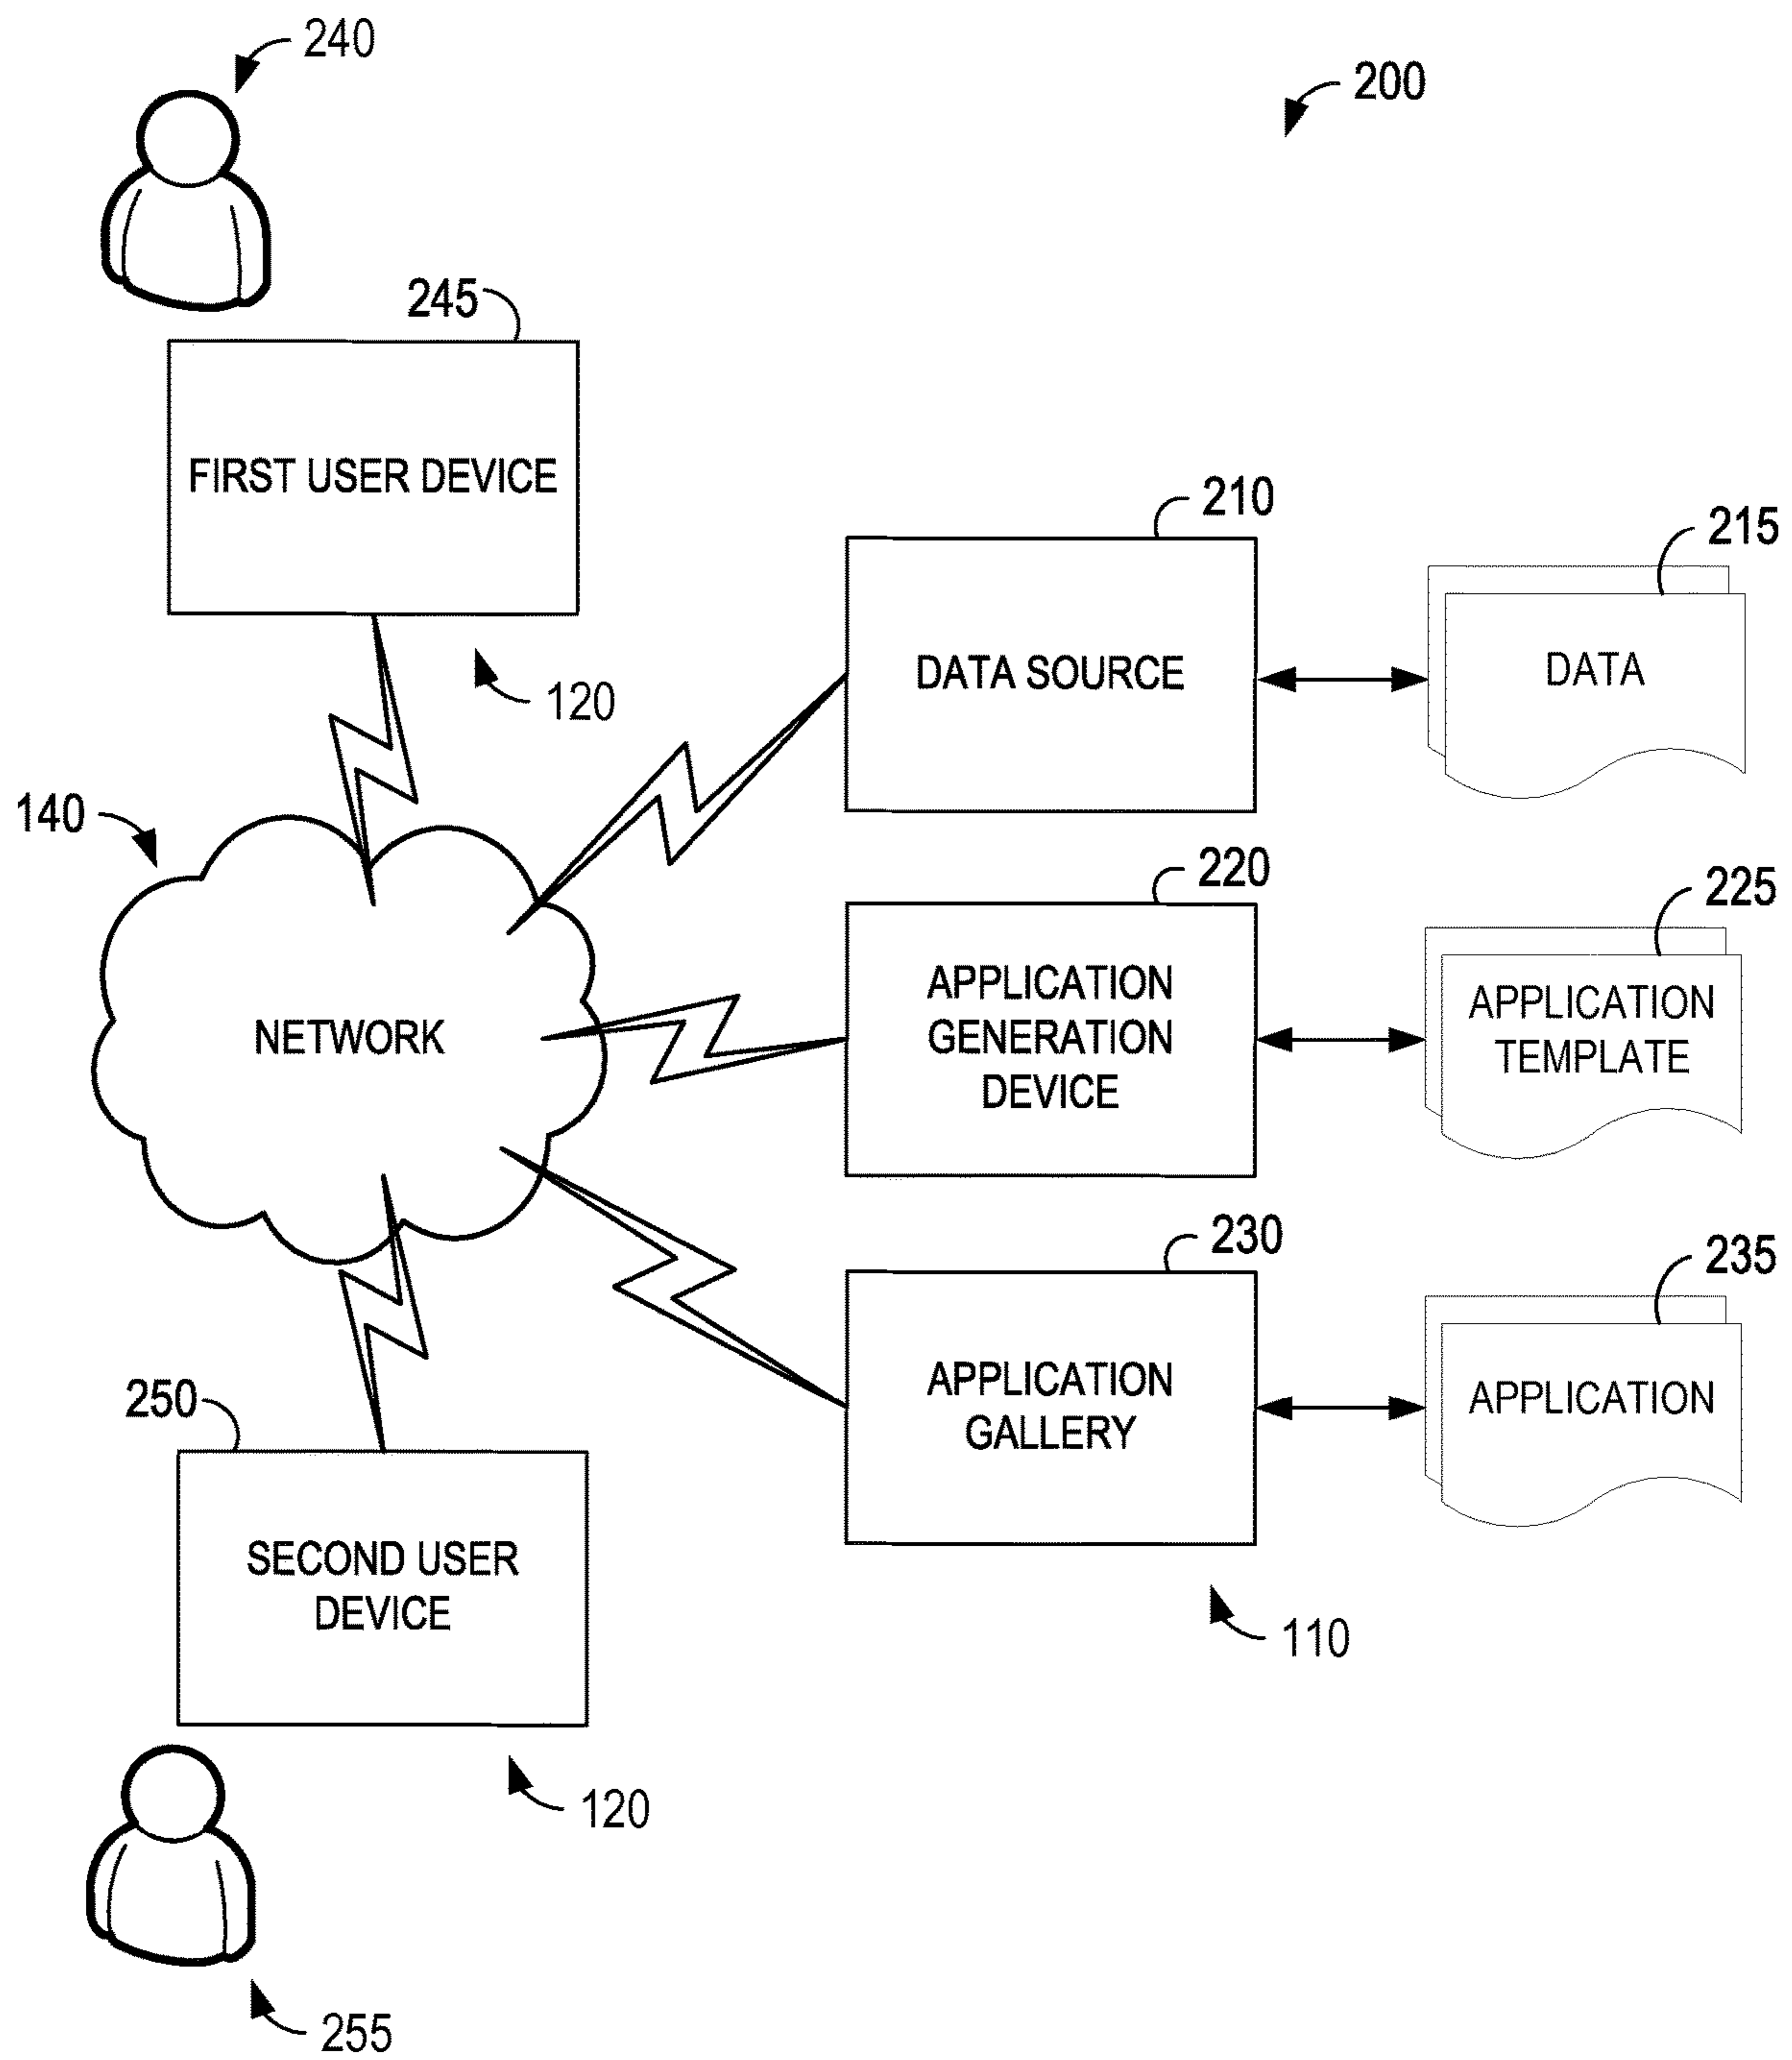 240
200
245
FIRST USER DEVICE
120
210
DATA SOURCE
215
DATA
140
NETWORK
220
APPLICATION
GENERATION
DEVICE
225
APPLICATION
TEMPLATE
230
APPLICATION
GALLERY
235
APPLICATION
110
250
SECOND USER
DEVICE
120
255